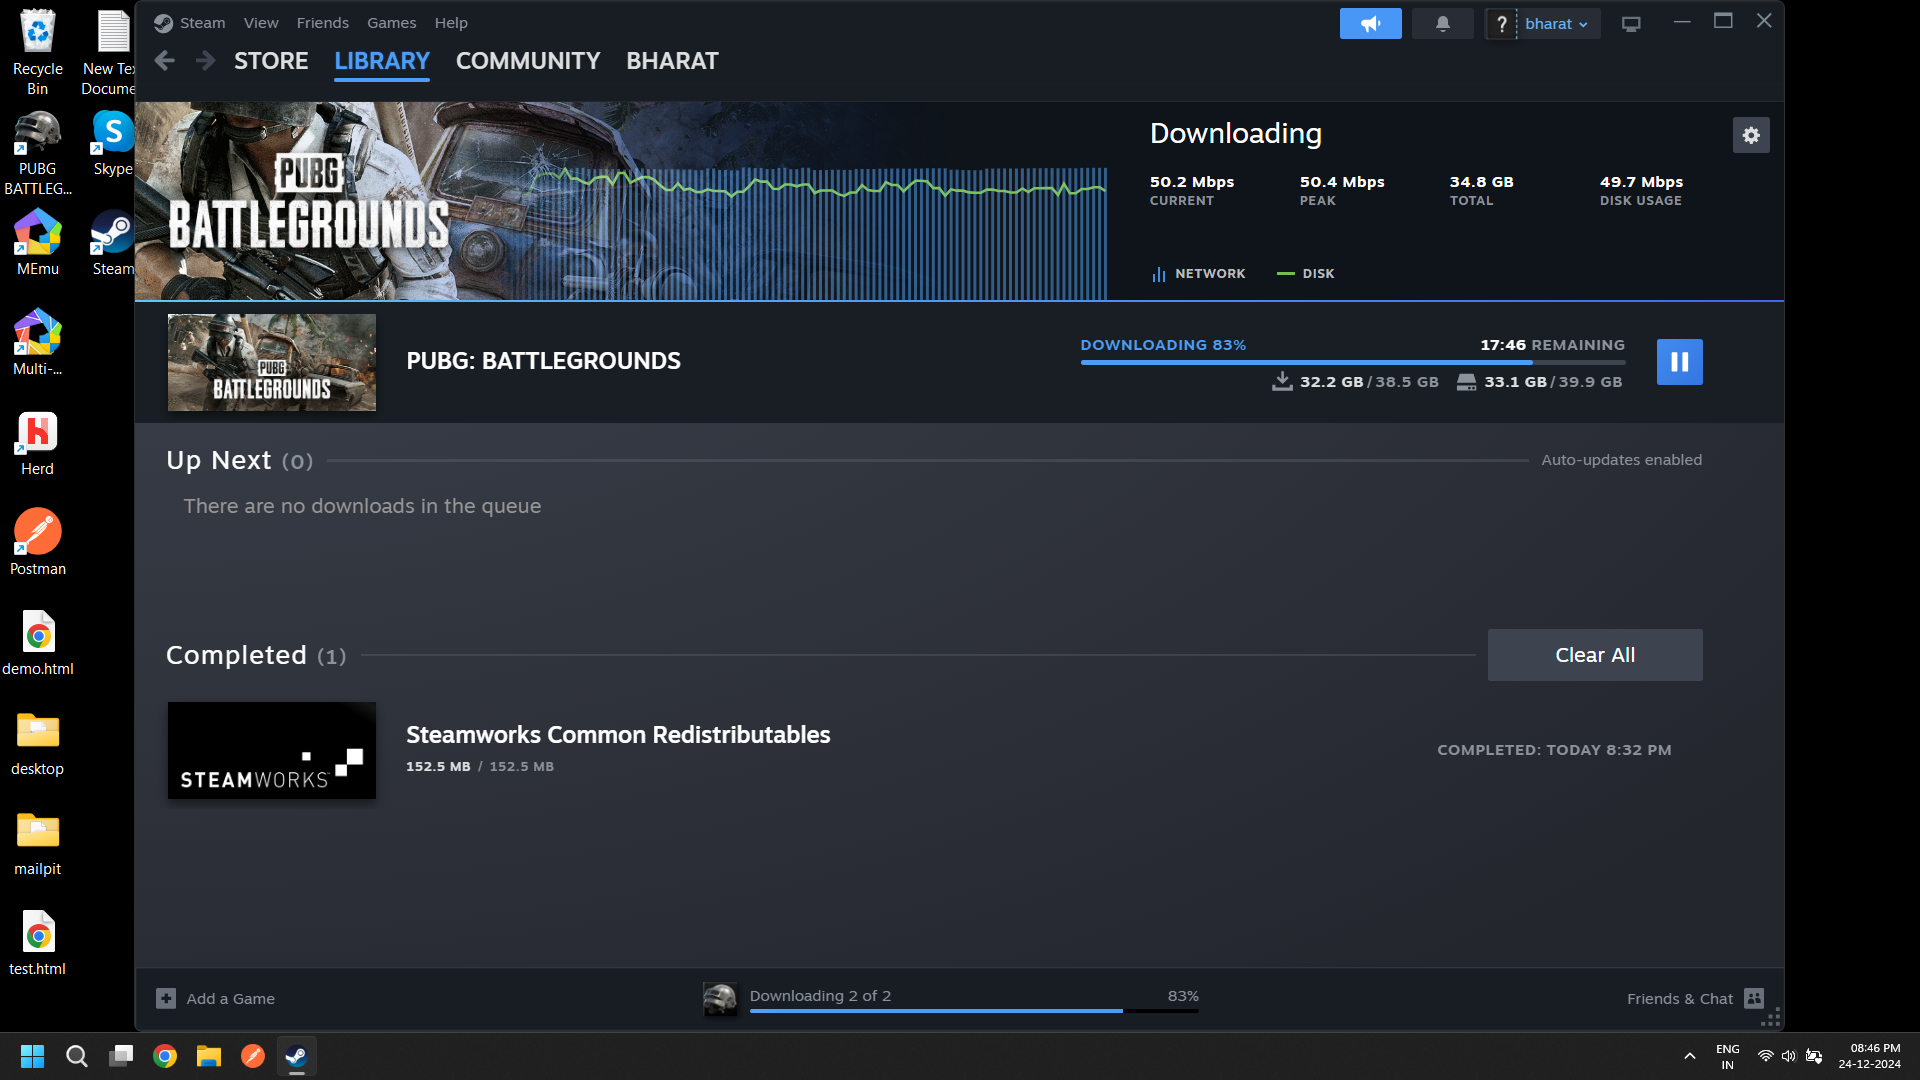 Recycle
Bin
New Tex
Docume
PUBG
BATTLEG...
Skype
MEmu
Steam
Multi-...
Herd
Postman
demo.html
desktop
mailpit
test.html
Steam View Friends Games Help
? bharat
STORE LIBRARY COMMUNITY BHARAT
PUBG
BATTLEGROUNDS
Downloading
50.2 Mbps 50.4 Mbps 34.8 GB 49.7 Mbps
CURRENT PEAK TOTAL DISK USAGE
NETWORK DISK
PUBG
BATTLEGROUNDS
PUBG: BATTLEGROUNDS
DOWNLOADING 83% 17:46 REMAINING
32.2 GB / 38.5 GB 33.1 GB / 39.9 GB
Up Next (0) Auto-updates enabled
There are no downloads in the queue
Completed (1) Clear All
STEAMWORKS
Steamworks Common Redistributables
152.5 MB / 152.5 MB
COMPLETED: TODAY 8:32 PM
Add a Game
Downloading 2 of 2 83%
Friends & Chat
ENG
IN
08:46 PM
24-12-2024